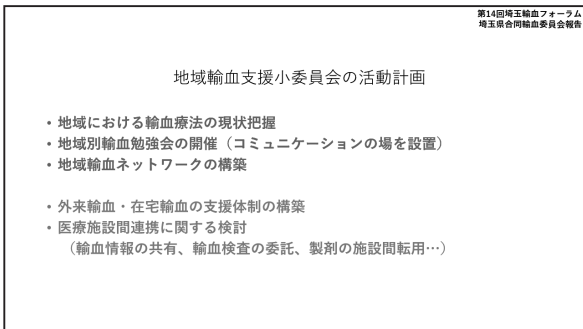 第14回埼玉輸血フォーラム
埼玉県合同輸血委員会報告
地域輸血支援小委員会の活動計画
・地域における輸血療法の現状把握
・地域別輸血勉強会の開催（コミュニケーションの場を設置）
・地域輸血ネットワークの構築
・外来輸血・在宅輸血の支援体制の構築
・医療施設間連携に関する検討
（輸血情報の共有、輸血検査の委託、製剤の施設間転用…）